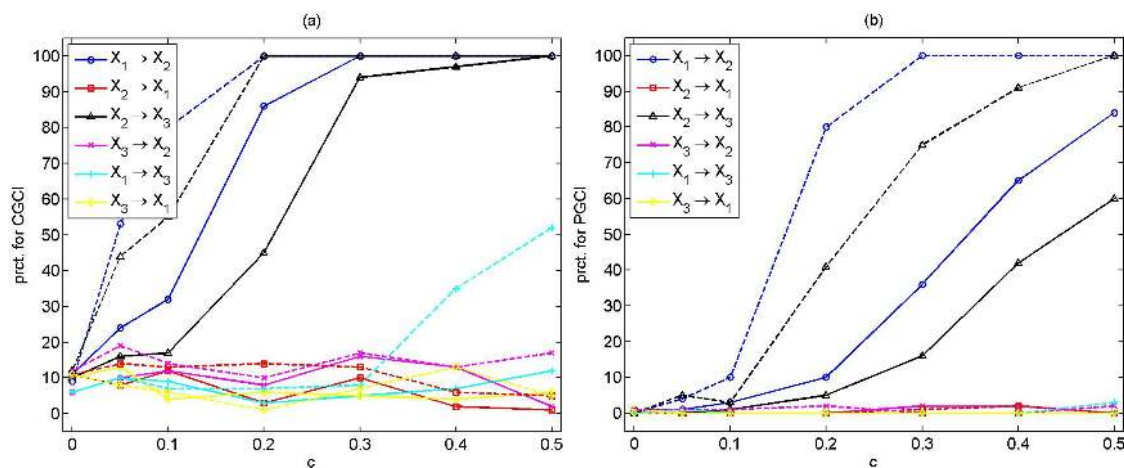 (a)
prct. for CGCI
100
90
80
70
60
50
40
30
20
10
0
X1 → X2
X2 → X1
X2 → X3
X3 → X2
X1 → X3
X3 → X1
0 0.1 0.2 0.3 0.4 0.5
c
(b)
prct. for PGCI
100
90
80
70
60
50
40
30
20
10
0
X1 → X2
X2 → X1
X2 → X3
X3 → X2
X1 → X3
X3 → X1
0 0.1 0.2 0.3 0.4 0.5
c